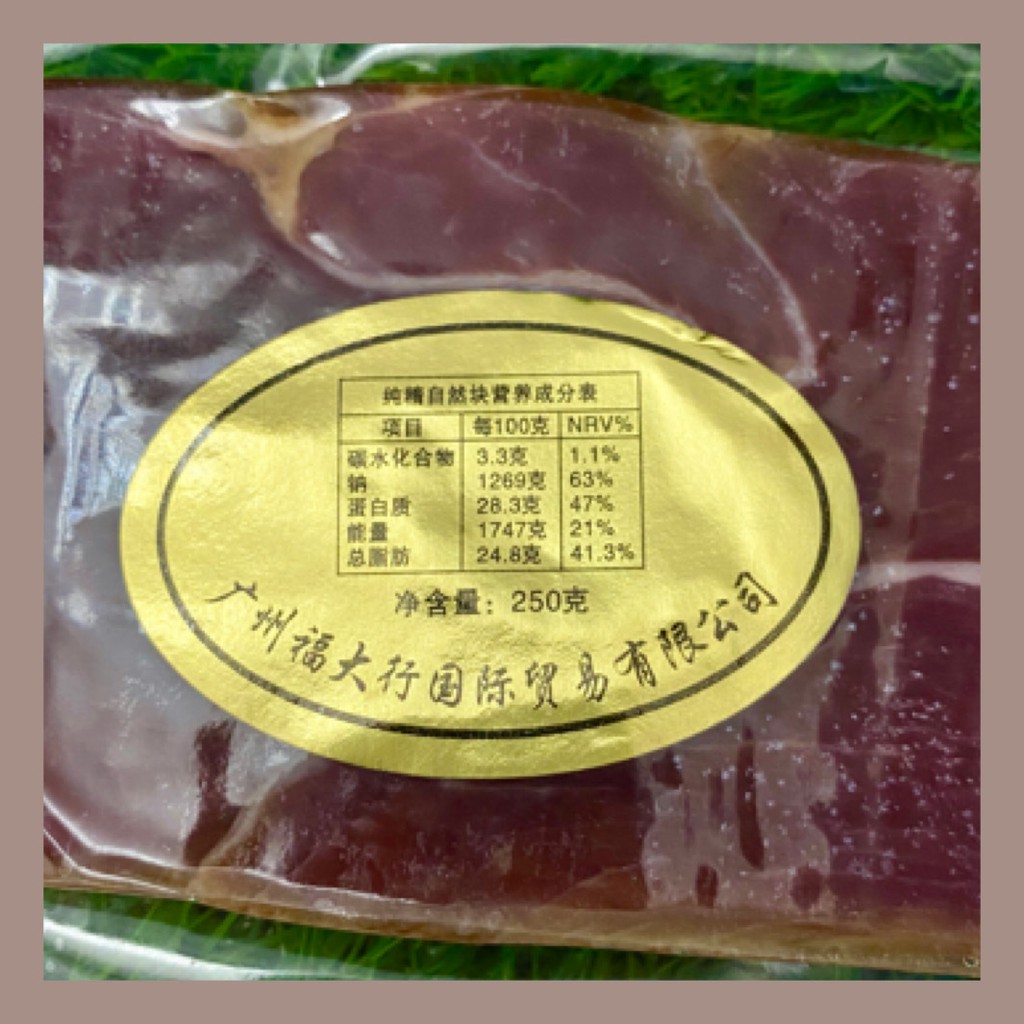 纯精自然块营养成分表
项目 每100克 NRV%
碳水化合物 3.3克 1.1%
钠 1269克 63%
蛋白质 28.3克 47%
能量 1747克 21%
总脂肪 24.8克 41.3%
净含量：250克
广州福大行国际贸易有限公司